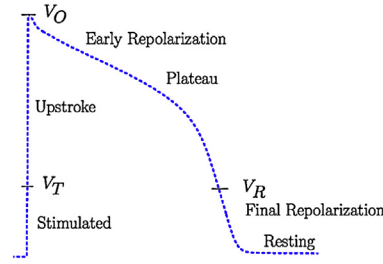 V_O
Early Repolarization
Plateau
Upstroke
V_T
V_R
Stimulated
Final Repolarization
Resting